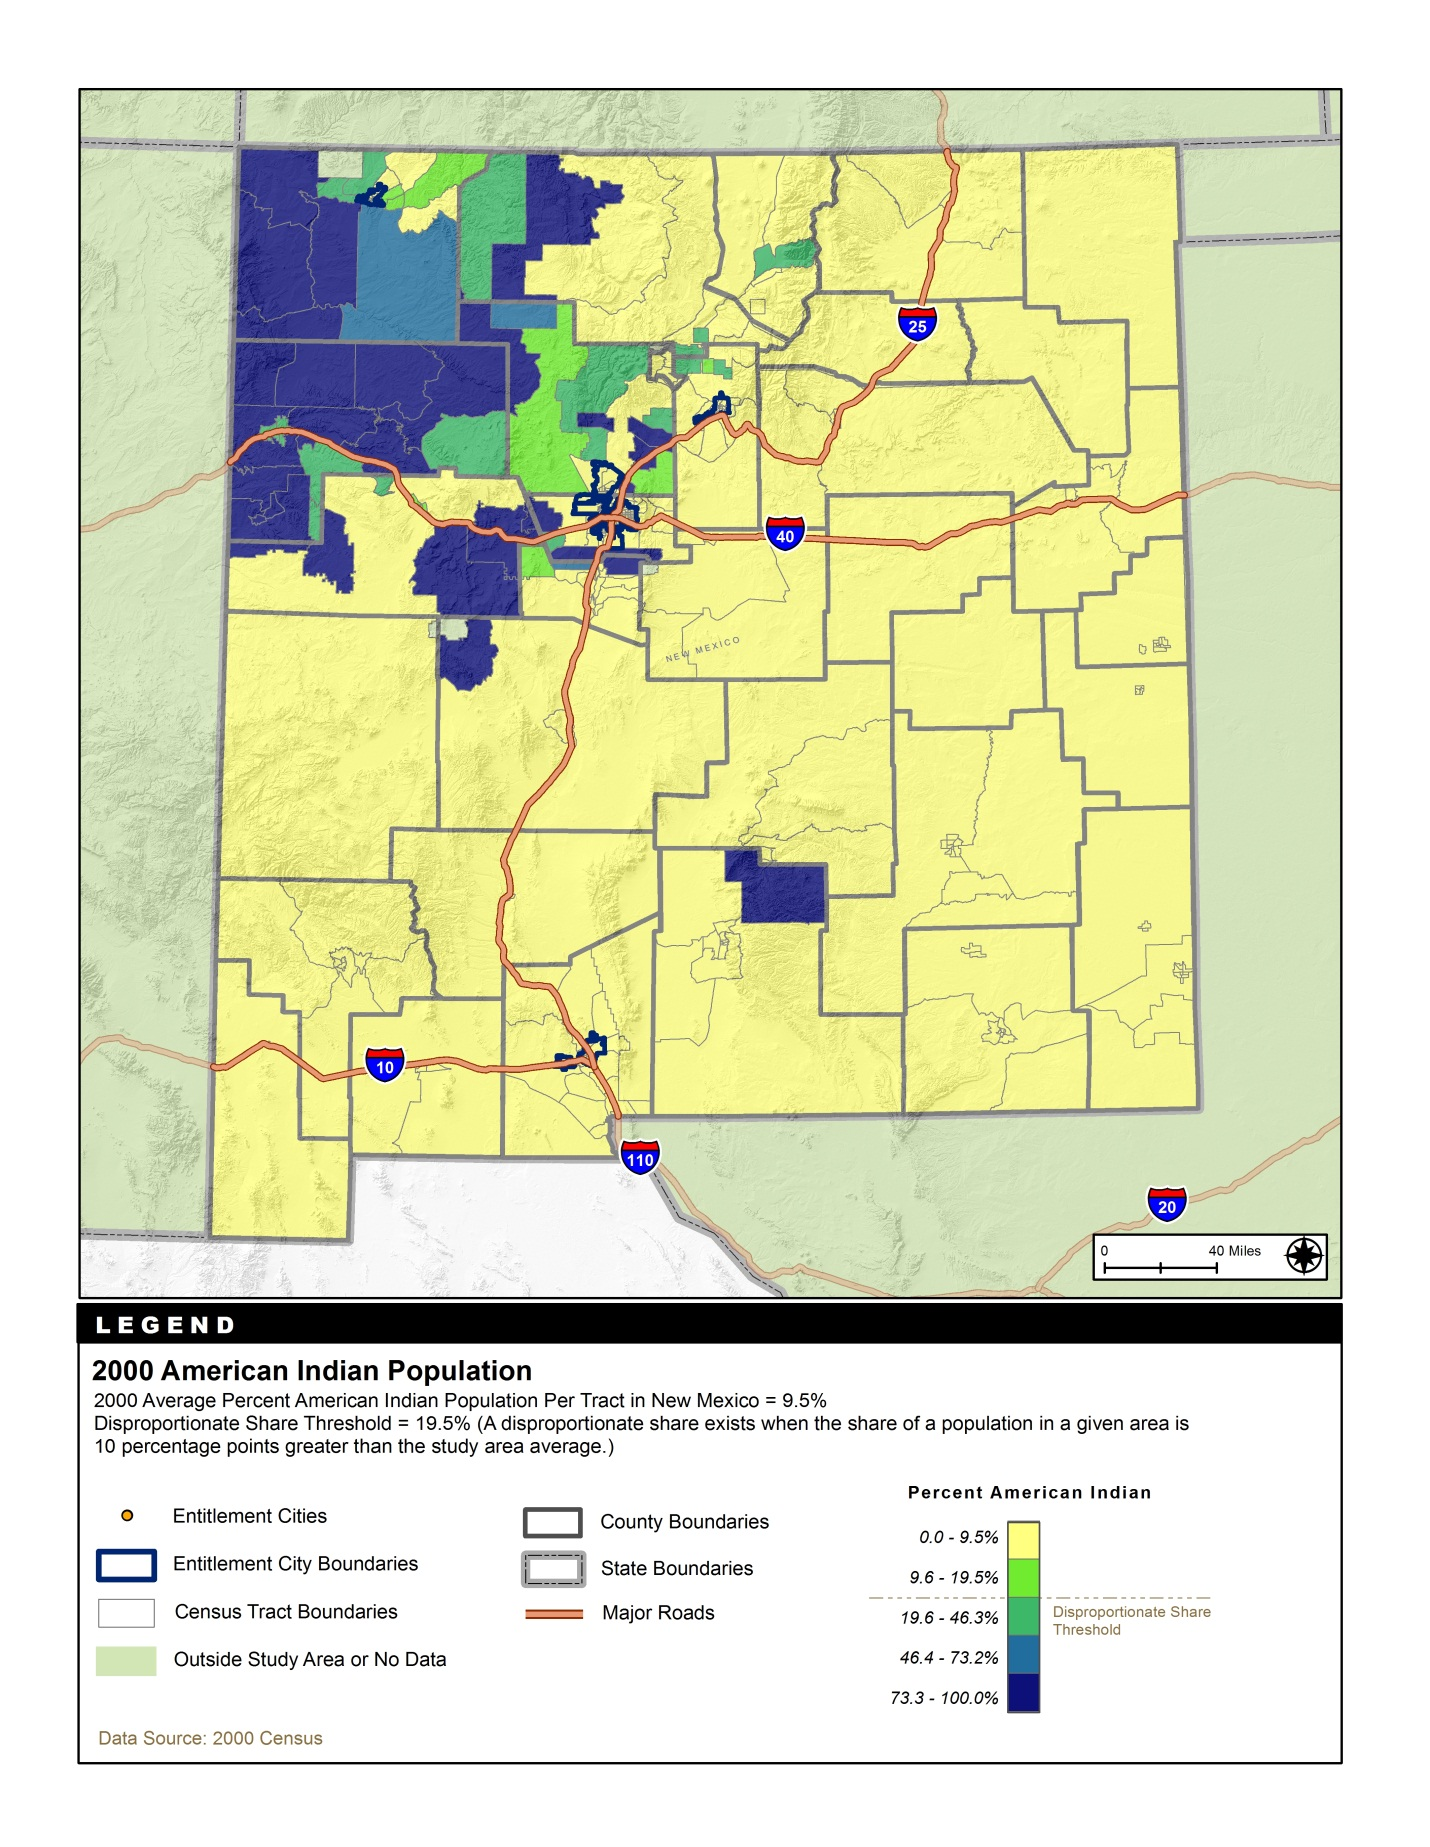 25
40
NEW MEXICO
10
110
20
0 40 Miles
LEGEND
2000 American Indian Population
2000 Average Percent American Indian Population Per Tract in New Mexico = 9.5%
Disproportionate Share Threshold = 19.5% (A disproportionate share exists when the share of a population in a given area is
10 percentage points greater than the study area average.)
Entitlement Cities
Entitlement City Boundaries
Census Tract Boundaries
Outside Study Area or No Data
County Boundaries
State Boundaries
Major Roads
Percent American Indian
0.0 - 9.5%
9.6 - 19.5%
19.6 - 46.3%
46.4 - 73.2%
73.3 - 100.0%
Disproportionate Share
Threshold
Data Source: 2000 Census